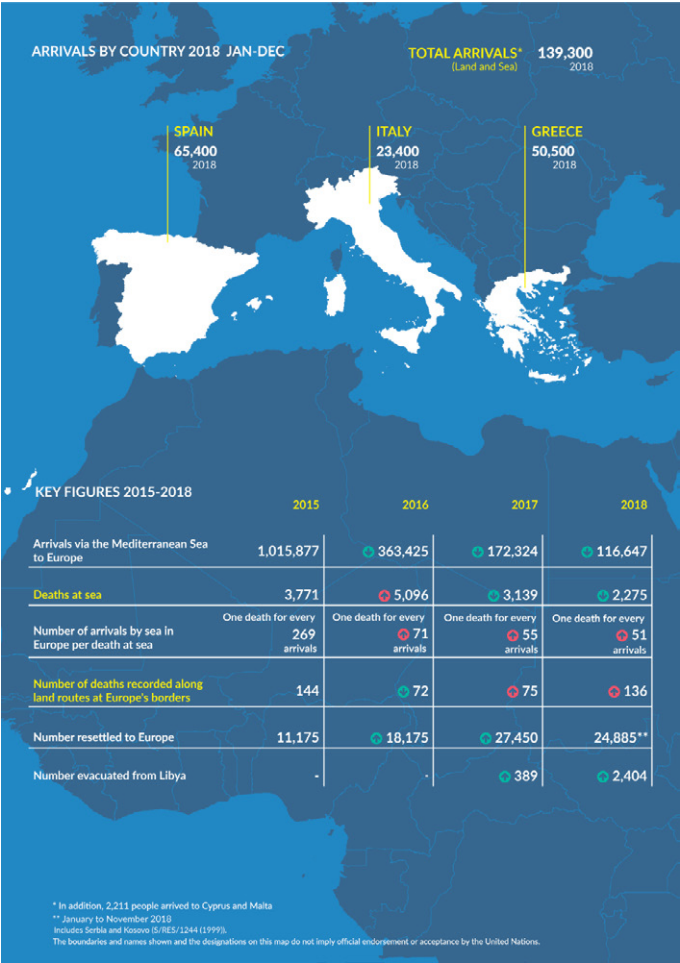 ARRIVALS BY COUNTRY 2018 JAN-DEC
TOTAL ARRIVALS* 139,300
(Land and Sea) 2018
SPAIN
65,400
2018
ITALY
23,400
2018
GREECE
50,500
2018
KEY FIGURES 2015-2018
2015 2016 2017 2018
Arrivals via the Mediterranean Sea
to Europe
1,015,877 363,425 172,324 116,647
Deaths at sea 3,771 5,096 3,139 2,275
Number of arrivals by sea in
Europe per death at sea
One death for every One death for every One death for every One death for every
269 71 55 51
arrivals arrivals arrivals arrivals
Number of deaths recorded along
land routes at Europe's borders
144 72 75 136
Number resettled to Europe 11,175 18,175 27,450 24,885**
Number evacuated from Libya - - 389 2,404
* In addition, 2,211 people arrived to Cyprus and Malta
** January to November 2018
Includes Serbia and Kosovo (S/RES/1244 (1999)).
The boundaries and names shown and the designations on this map do not imply official endorsement or acceptance by the United Nations.